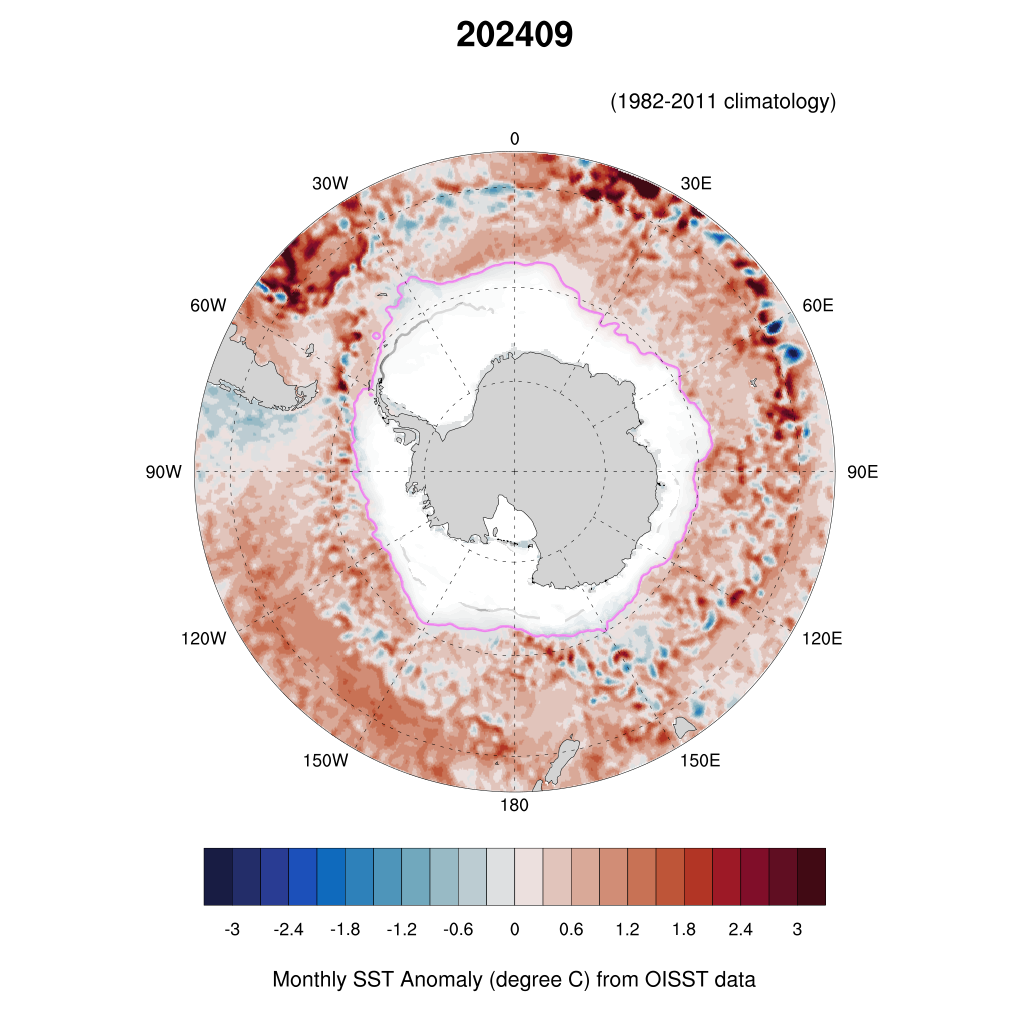 202409
(1982-2011 climatology)
0
30W
30E
60W
60E
90W
90E
120W
120E
150W
150E
180
-3 -2.4 -1.8 -1.2 -0.6 0 0.6 1.2 1.8 2.4 3
Monthly SST Anomaly (degree C) from OISST data